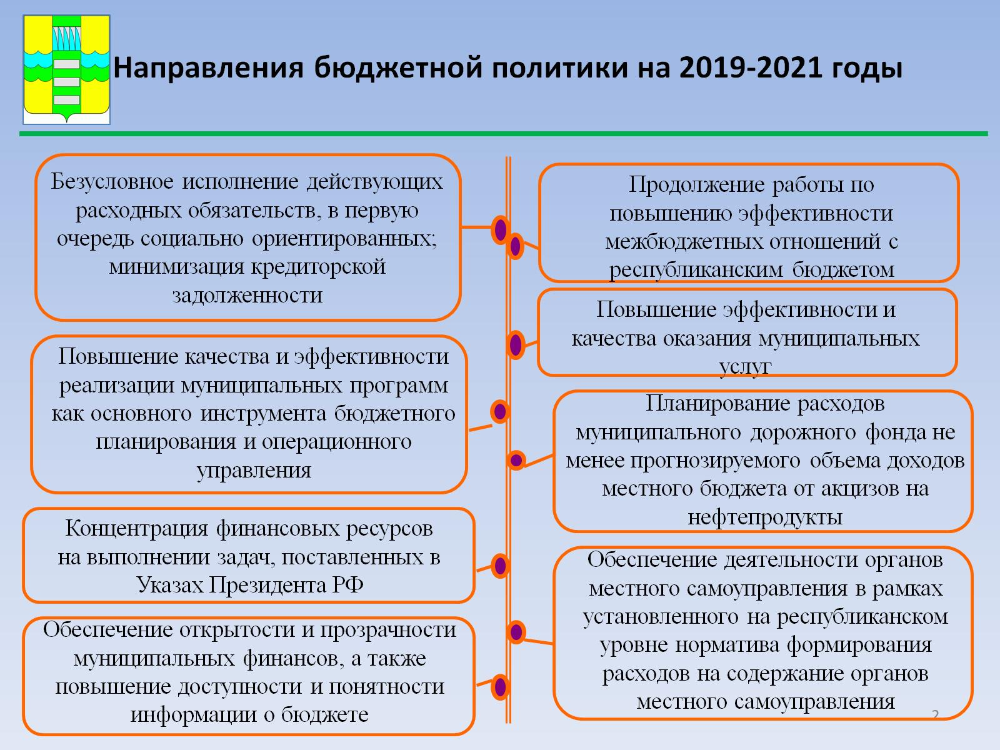 Направления бюджетной политики на 2019-2021 годы
Безусловное исполнение действующих
расходных обязательств, в первую
очередь социально ориентированных;
минимизация кредиторской
задолженности
Повышение качества и эффективности
реализации муниципальных программ
как основного инструмента бюджетного
планирования и операционного
управления
Концентрация финансовых ресурсов
на выполнении задач, поставленных в
Указах Президента РФ
Обеспечение открытости и прозрачности
муниципальных финансов, а также
повышение доступности и понятности
информации о бюджете
Продолжение работы по
повышению эффективности
межбюджетных отношений с
республиканским бюджетом
Повышение эффективности и
качества оказания муниципальных
услуг
Планирование расходов
муниципального дорожного фонда не
менее прогнозируемого объема доходов
местного бюджета от акцизов на
нефтепродукты
Обеспечение деятельности органов
местного самоуправления в рамках
установленного на республиканском
уровне норматива формирования
расходов на содержание органов
местного самоуправления
2